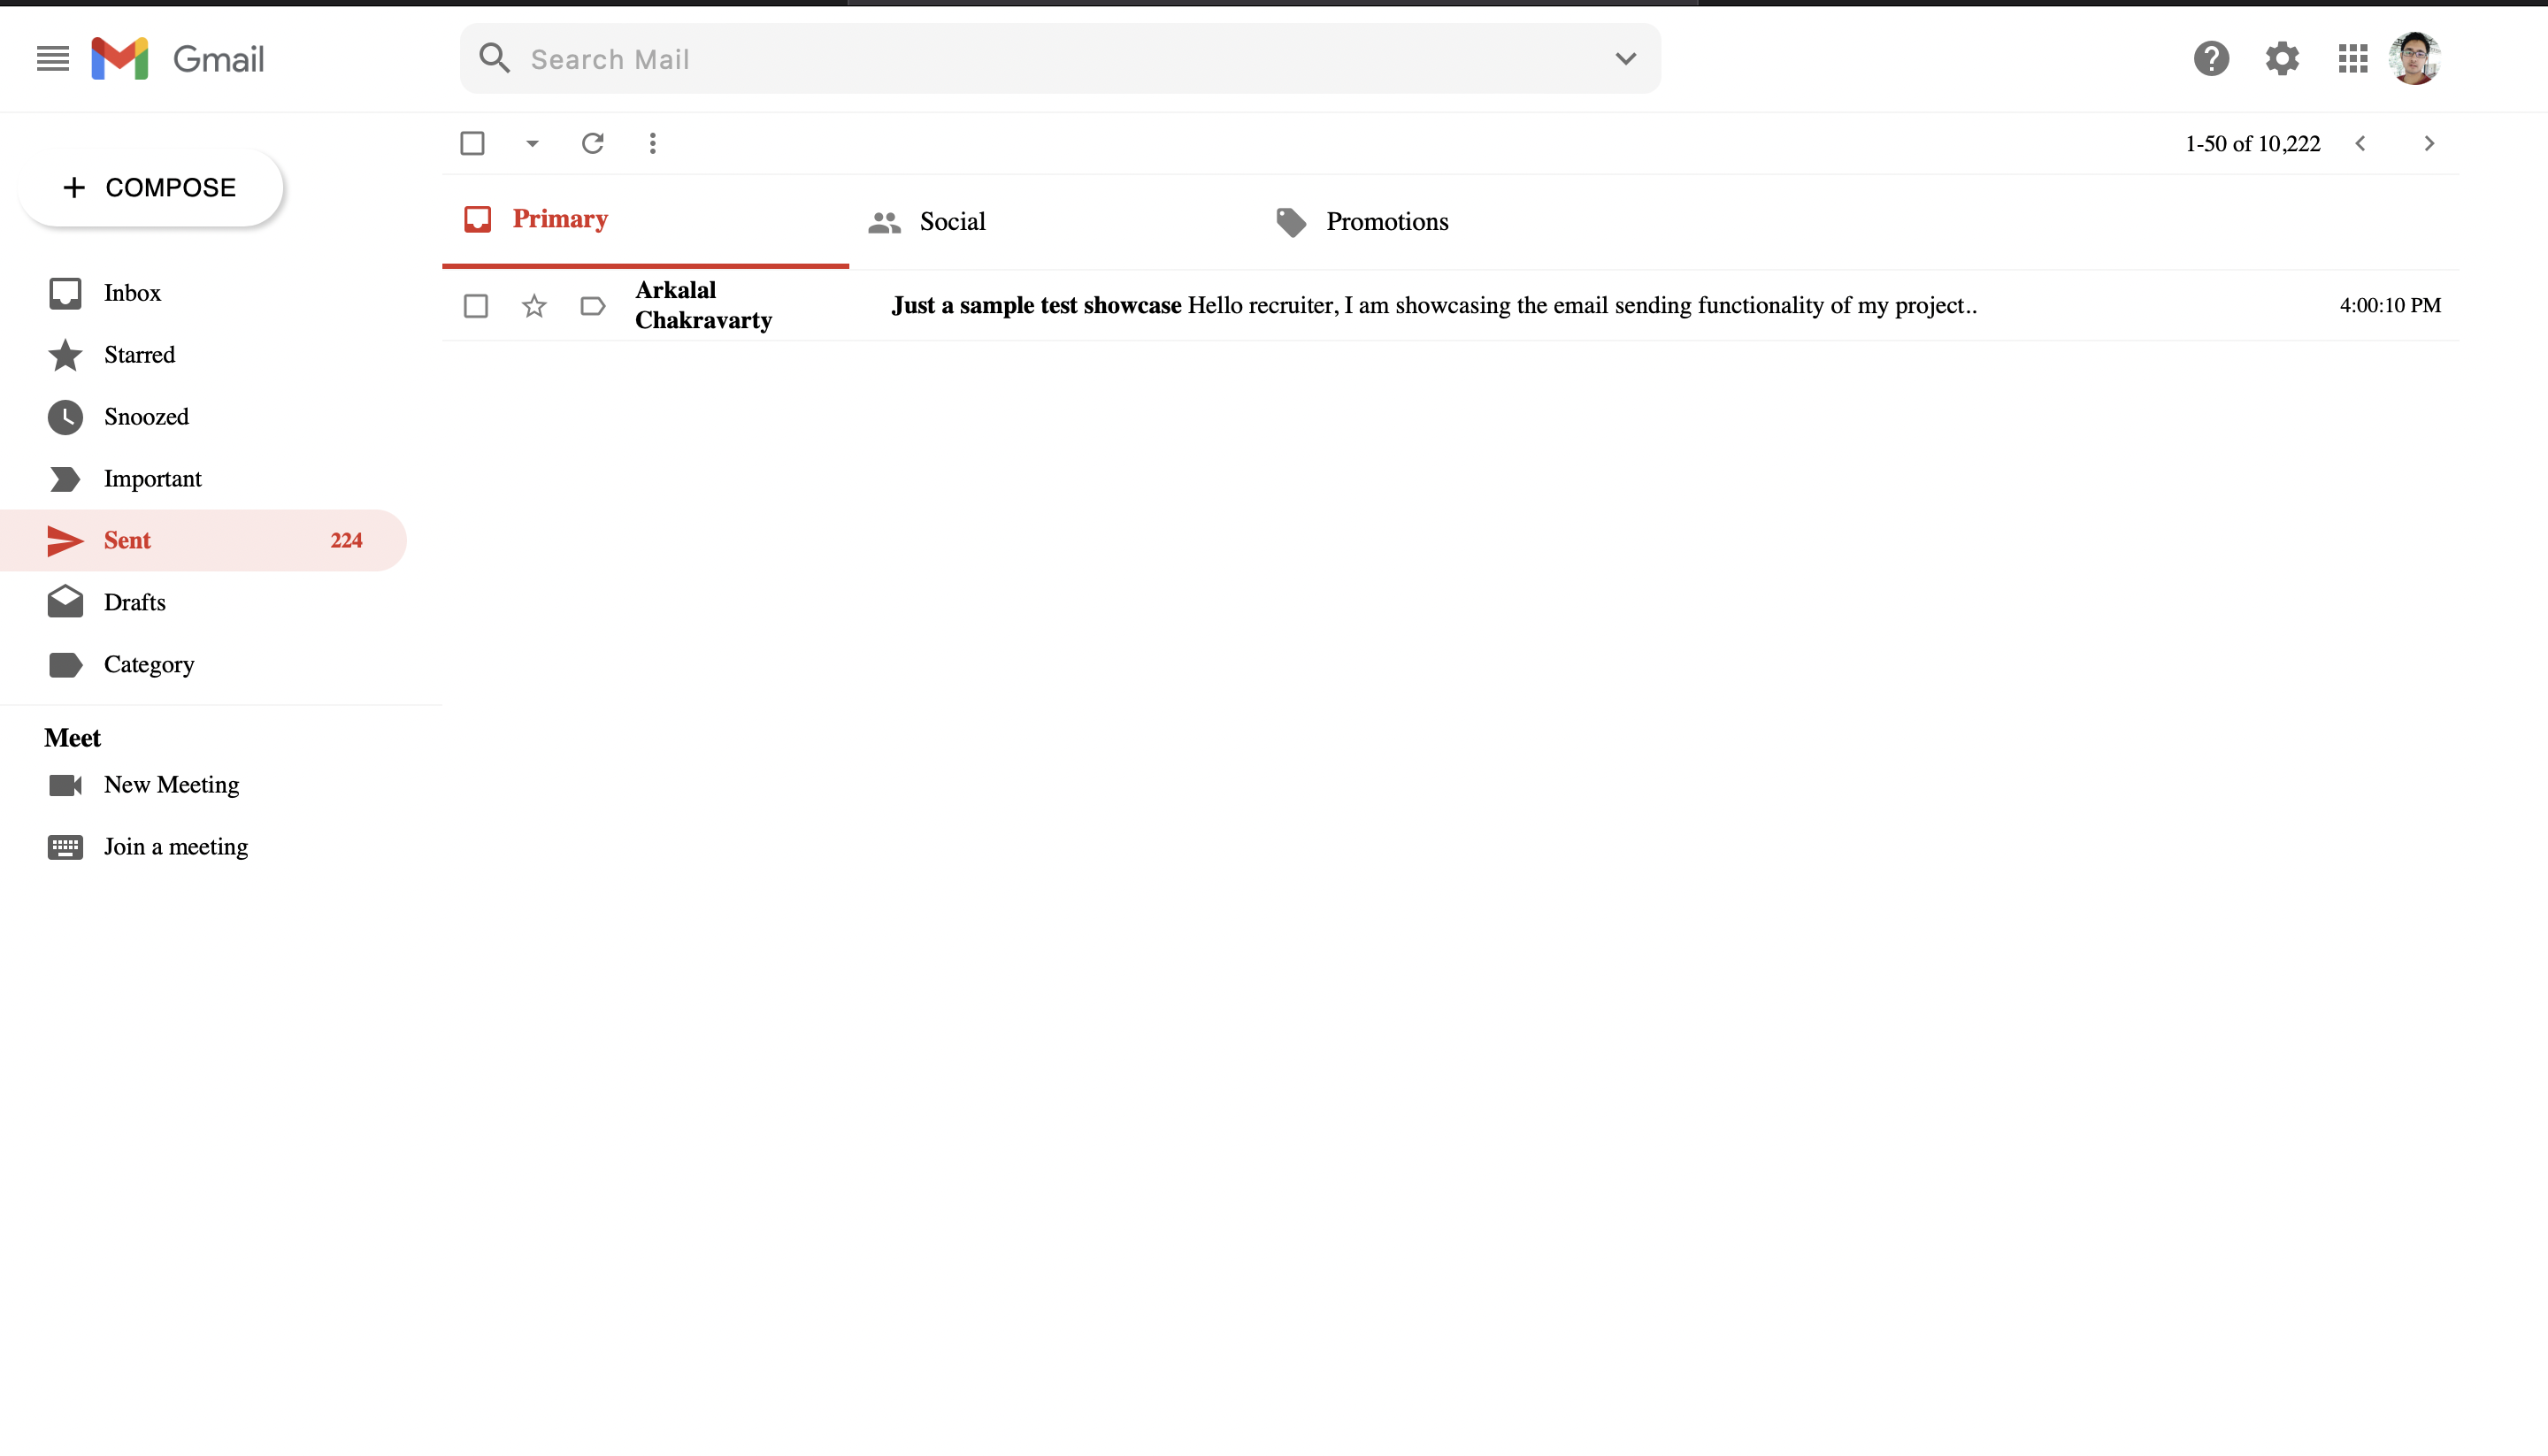 Gmail
Search Mail
COMPOSE
1-50 of 10,222
Primary
Social
Promotions
Arkalal
Chakravarty
Just a sample test showcase Hello recruiter, I am showcasing the email sending functionality of my project..
4:00:10 PM
Inbox
Starred
Snoozed
Important
Sent 224
Drafts
Category
Meet
New Meeting
Join a meeting